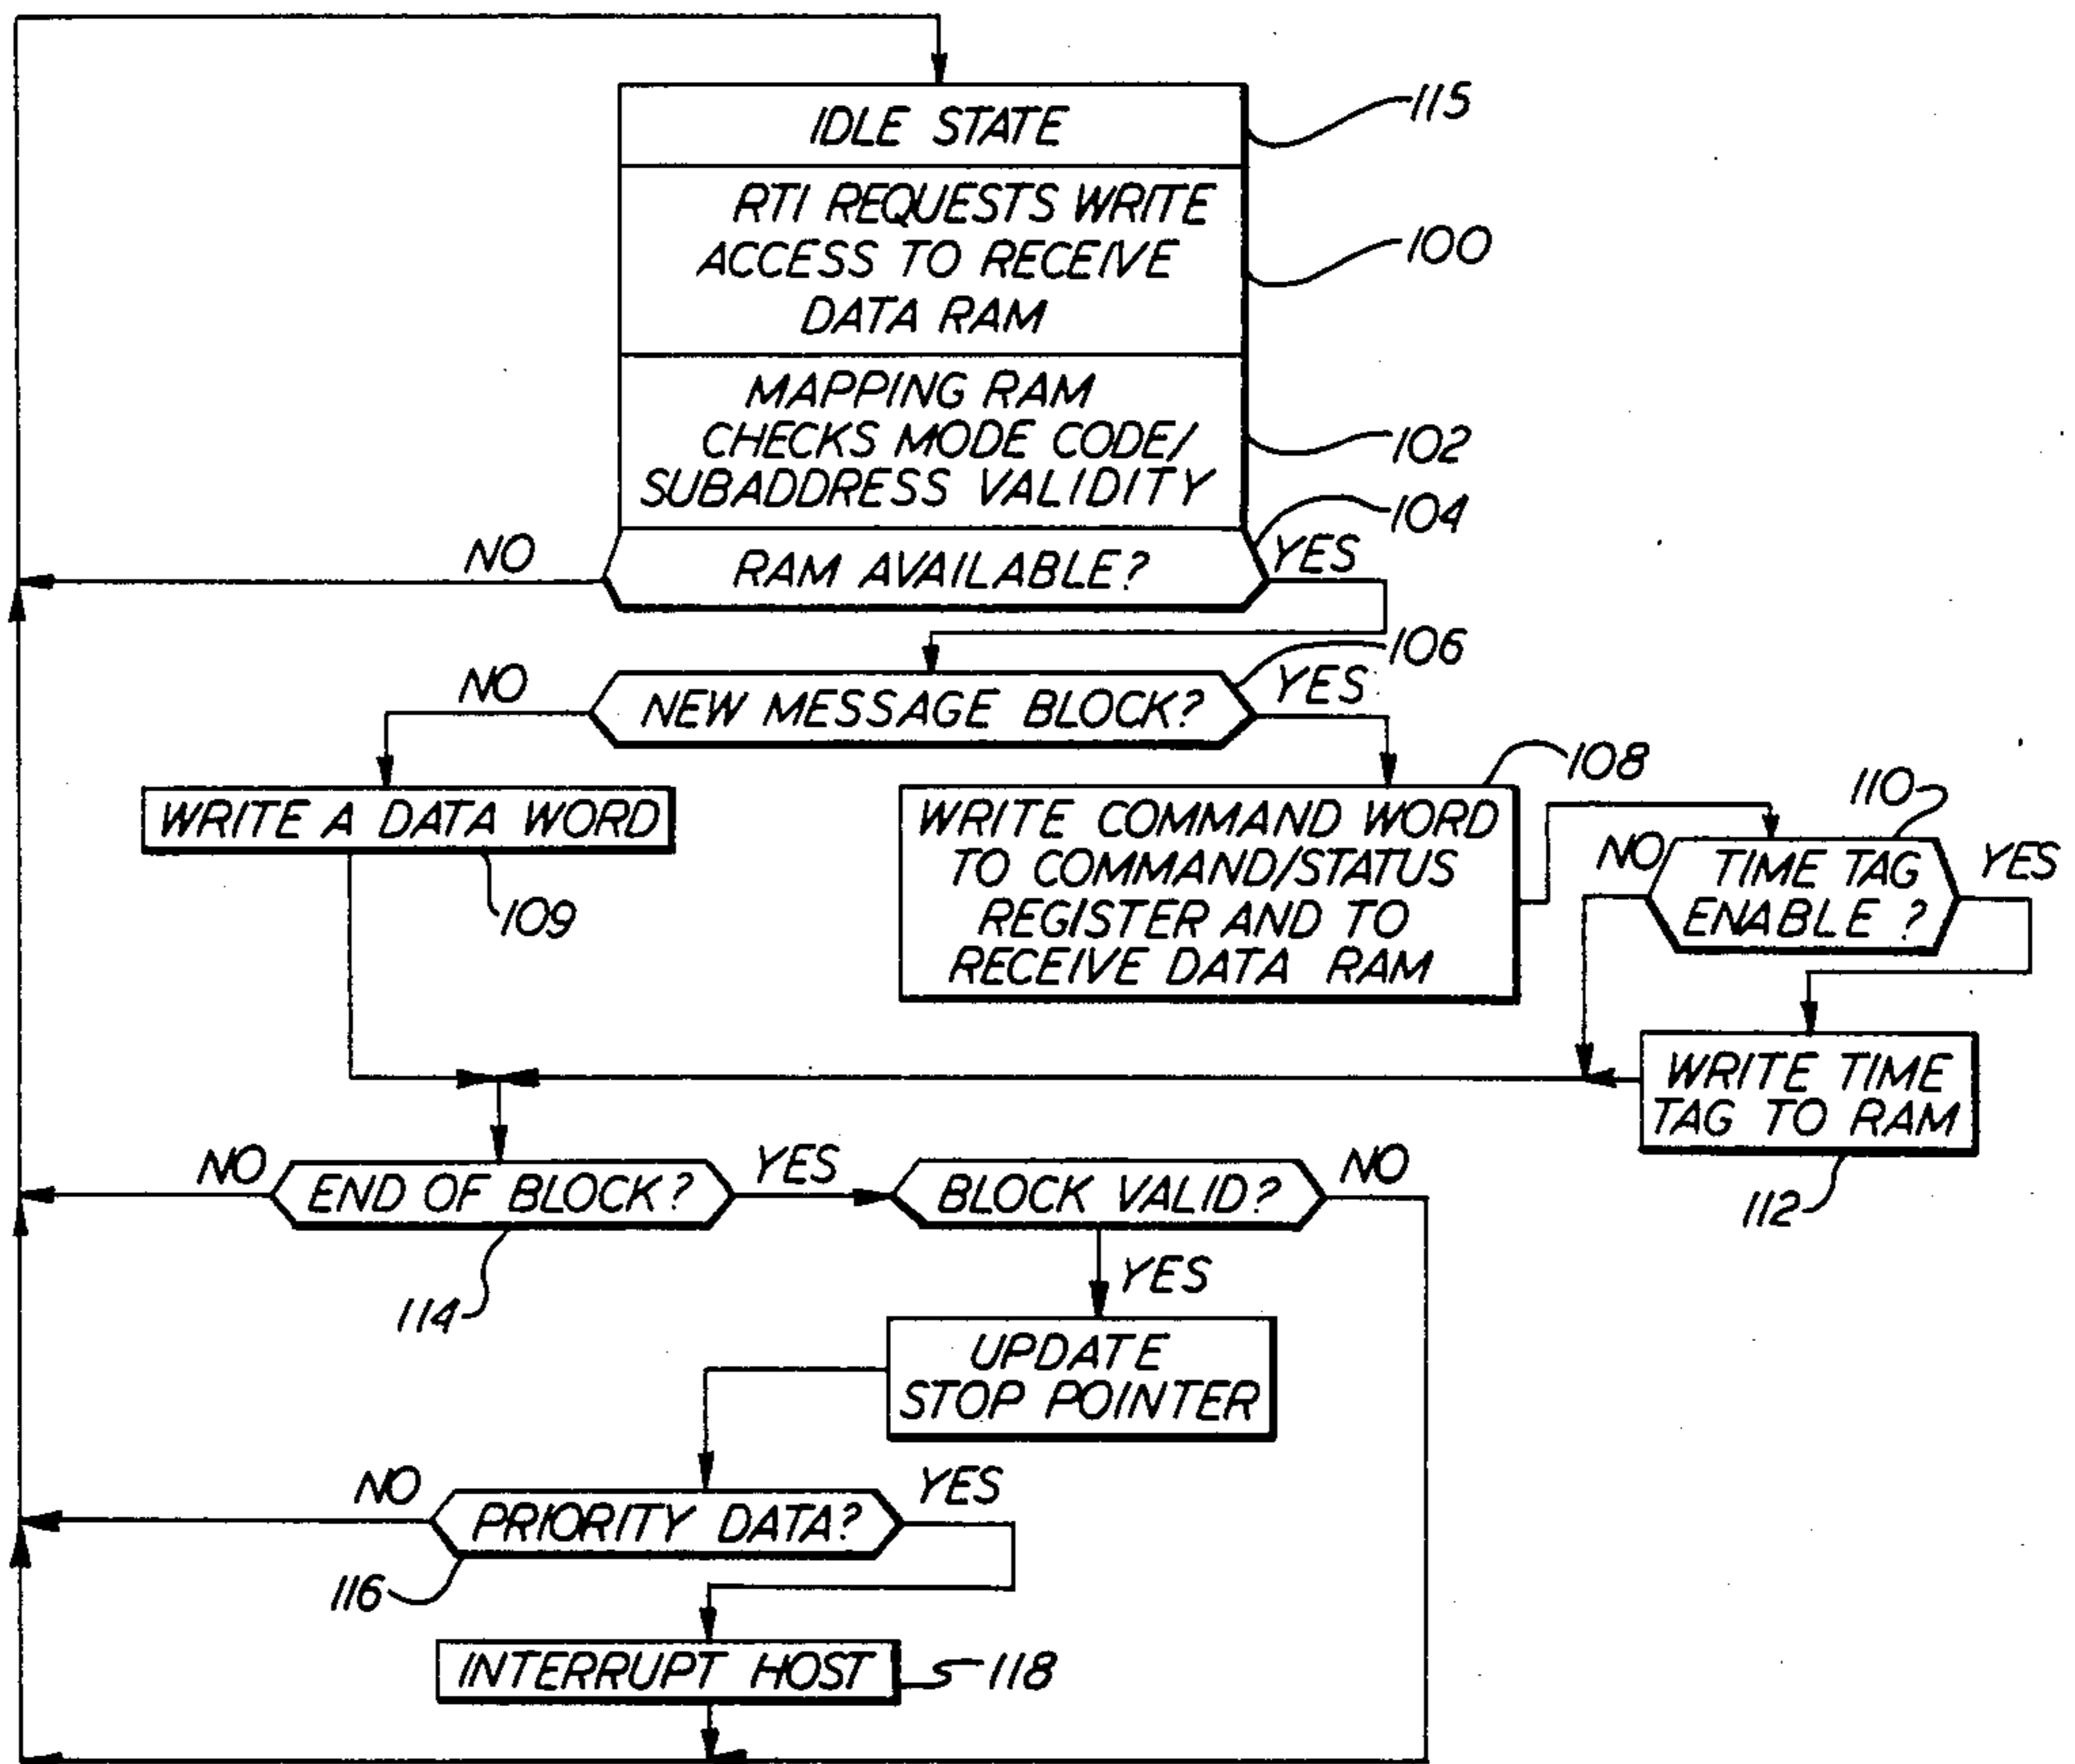 IDLE STATE
115
RTI REQUESTS WRITE
ACCESS TO RECEIVE
DATA RAM
100
MAPPING RAM
CHECKS MODE CODE/
SUBADDRESS VALIDITY
102
104
NO
RAM AVAILABLE?
YES
106
NO
NEW MESSAGE BLOCK?
YES
108
WRITE A DATA WORD
109
WRITE COMMAND WORD
TO COMMAND/STATUS
REGISTER AND TO
RECEIVE DATA RAM
110
NO
TIME TAG
ENABLE ?
YES
WRITE TIME
TAG TO RAM
112
NO
END OF BLOCK?
YES
114
BLOCK VALID?
NO
YES
UPDATE
STOP POINTER
NO
PRIORITY DATA?
YES
116
INTERRUPT HOST
118